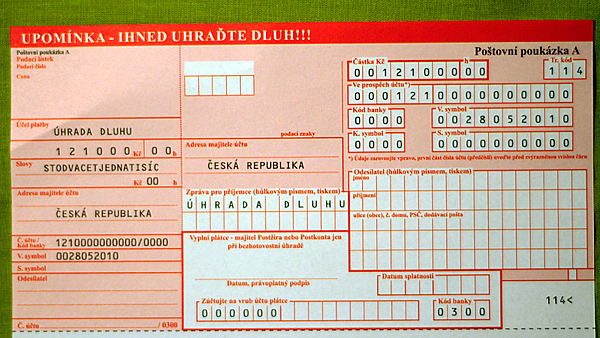 UPOMÍNKA - IHNED UHRAĎTE DLUH!!!
Poštovní poukázka A
Podací lístek
Podací číslo
Cena
Účel platby
ÚHRADA DLUHU
121000 Kč 00 h
Slovy
STODVACETJEDNATISÍC
Kč 00 h
Adresa majitele účtu
ČESKÁ REPUBLIKA
Č. účtu / Kód banky
1210000000000/0000
V. symbol
0028052010
S. symbol
Odesílatel
Č. účtu
/ 0300
podací znaky
Adresa majitele účtu
ČESKÁ REPUBLIKA
Zpráva pro příjemce (hůlkovým písmem, tiskem)
ÚHRADA DLUHU
Vyplní plátce - majitel Postžira nebo Postkonta jen
při bezhotovostní úhradě
Datum, pravoplatný podpis
Zúčtujte na vrub účtu plátce
000000
Poštovní poukázka A
Částka Kč h
0012100000
Tr. kód
114
Ve prospěch účtu*)
0001210000000000
Kód banky
0000
V. symbol
0028052010
K. symbol
0000
S. symbol
0000000000
*) Údaje zarovnejte vpravo, první část čísla účtu (předčíslí) uveďte před zvýrazněnou svislou čáru
Odesílatel (hůlkovým písmem, tiskem)
jméno
příjmení
ulice (obec), č. domu, PSČ, dodávací pošta
Datum splatnosti
Kód banky
0300
114<